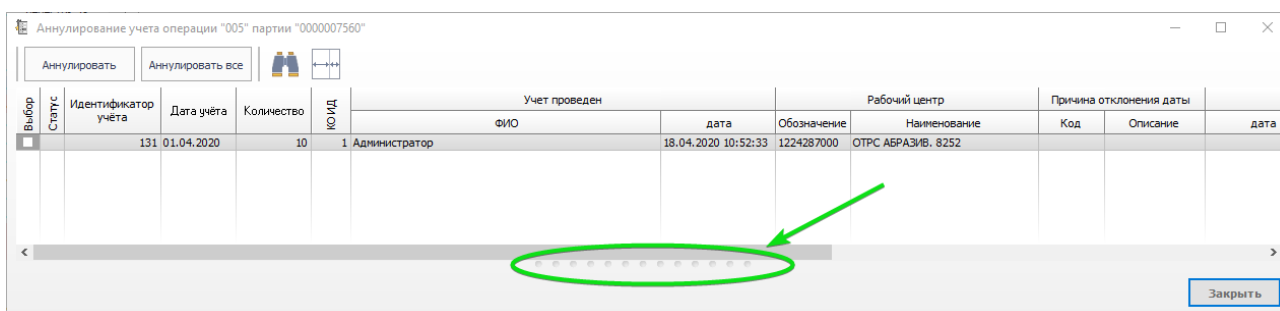 Аннулирование учета операции "005" партии "0000007560"
Аннулировать Аннулировать все
Выбор Статус Идентификатор учёта Дата учёта Количество КО ИД Учет проведен Рабочий центр Причина отклонения даты
ФИО дата Обозначение Наименование Код Описание дата
131 01.04.2020 10 1 Администратор 18.04.2020 10:52:33 1224287000 ОТРС АБРАЗИВ. 8252
Закрыть